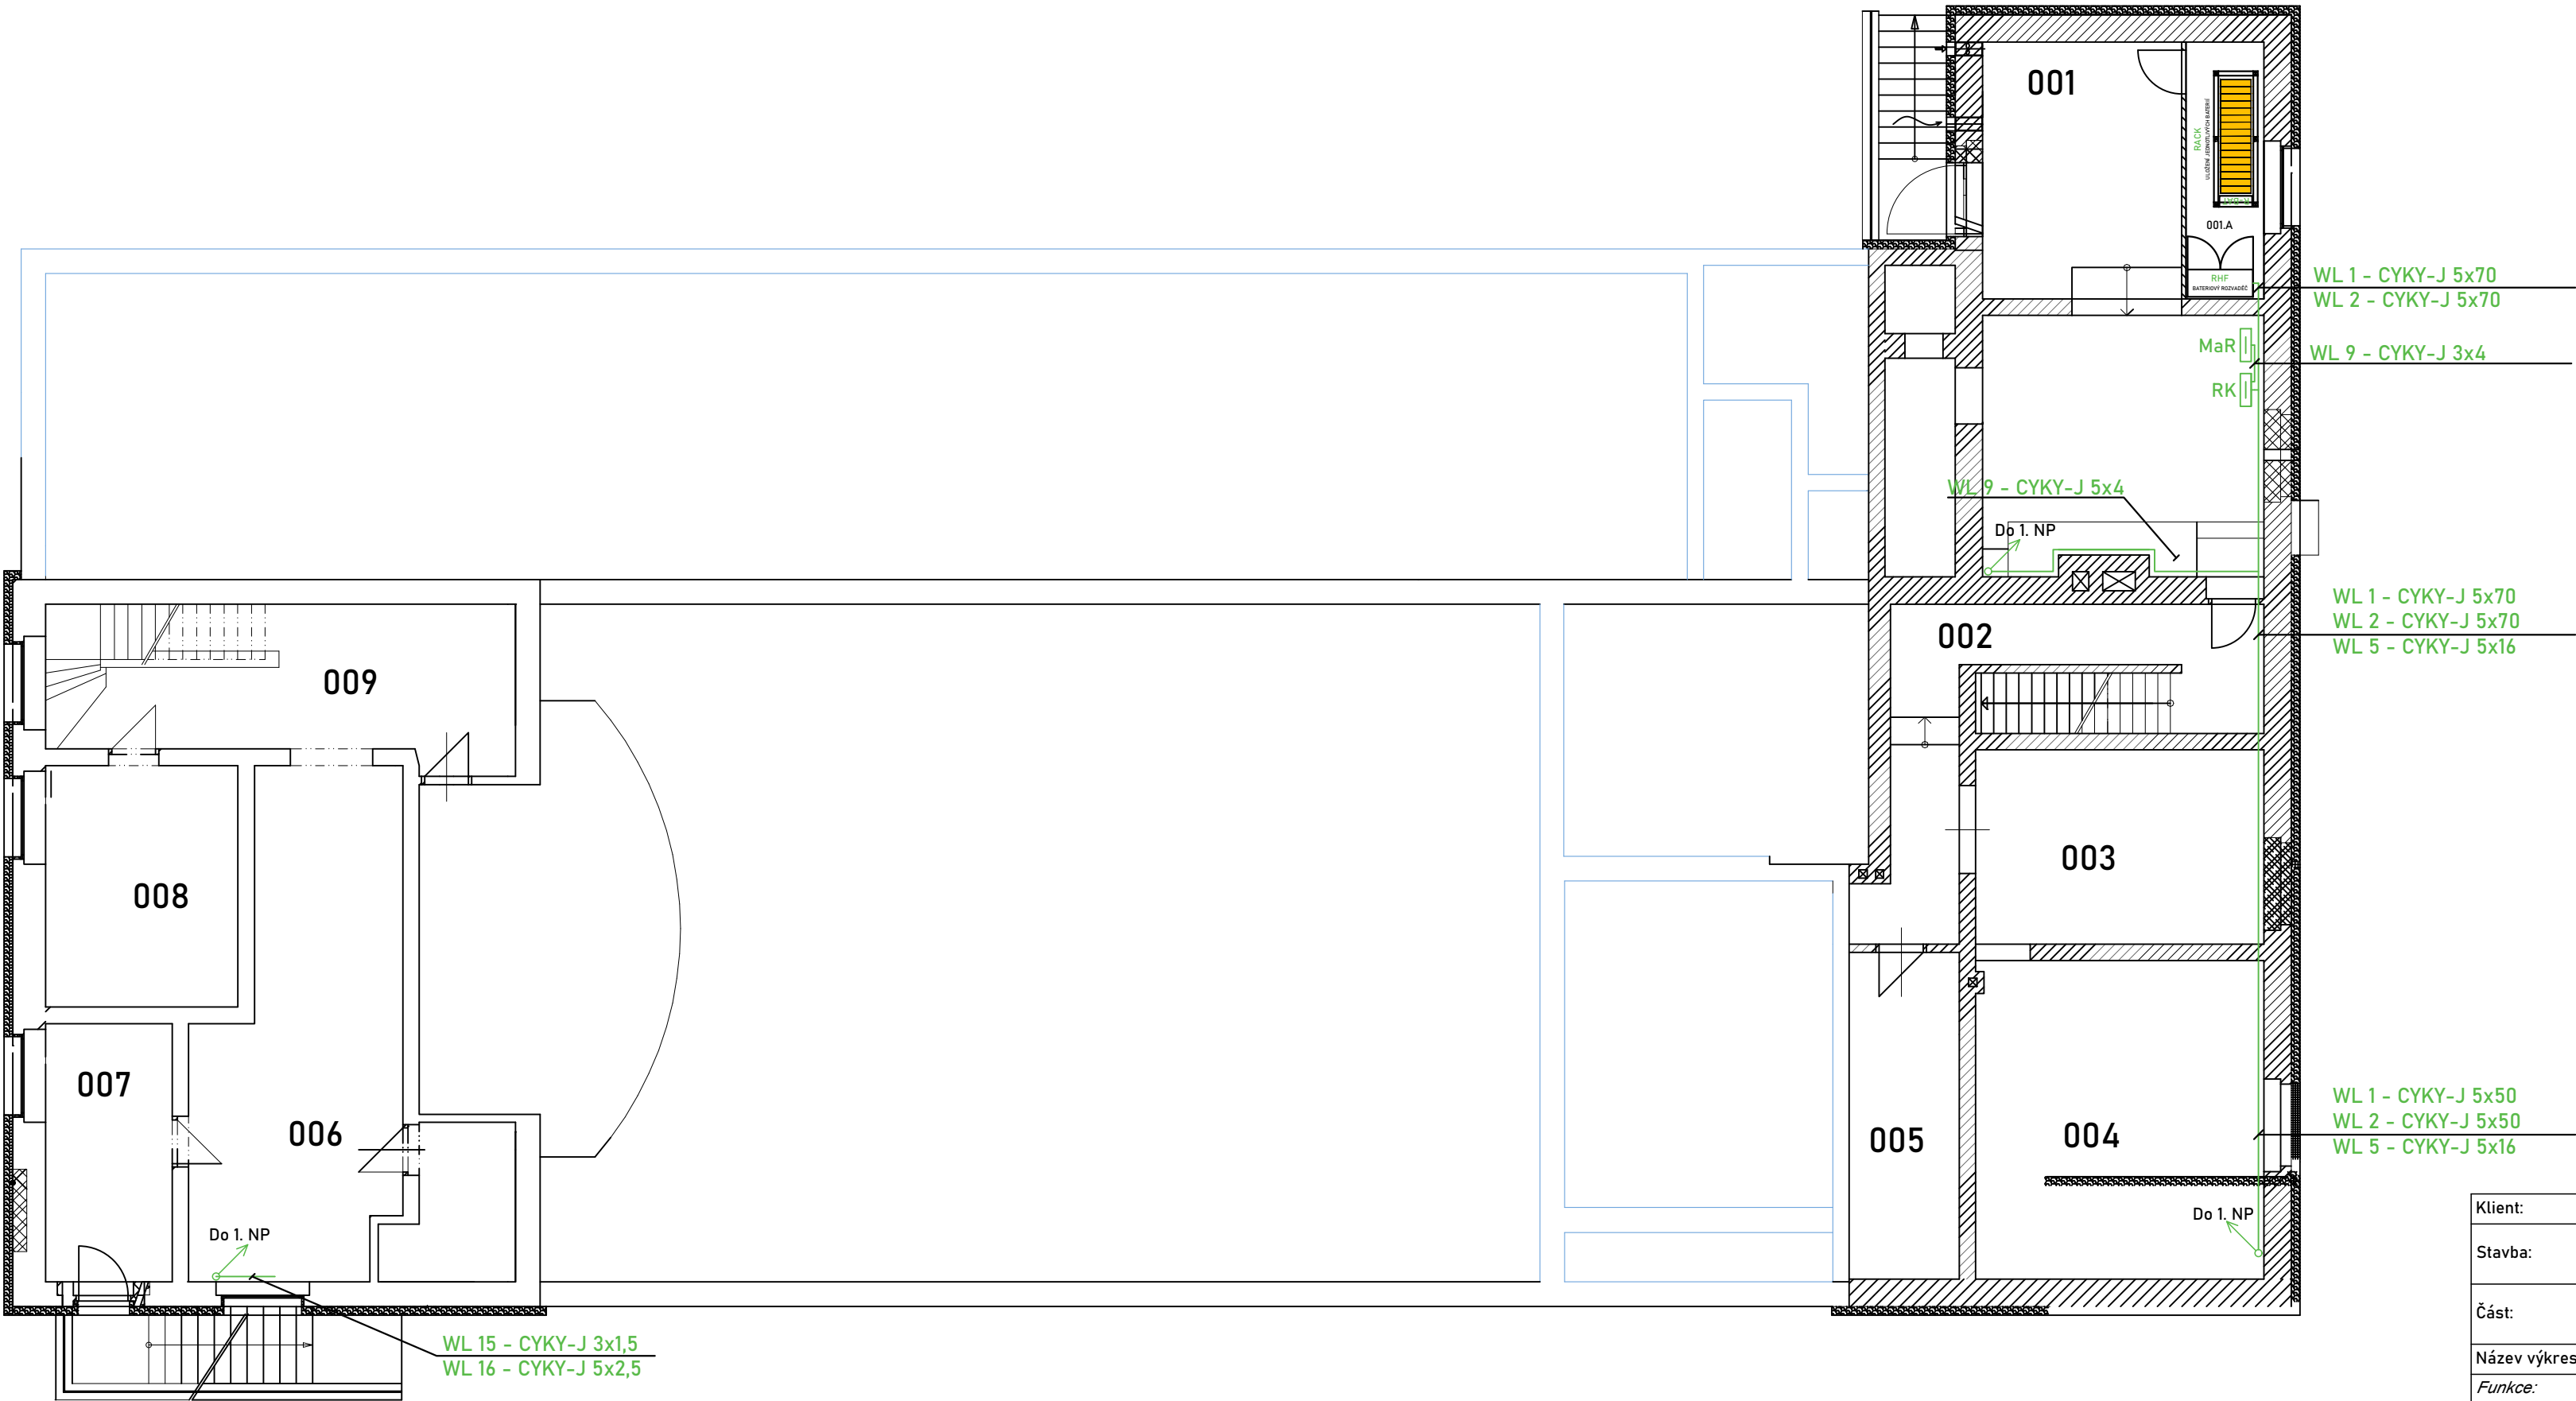 001
RACK
ULOŽENÍ JEDNOTLIVÝCH BATERIÍ
001.A
RHF
BATERIOVÝ ROZVADĚČ
WL 1 - CYKY-J 5x70
WL 2 - CYKY-J 5x70
MaR
WL 9 - CYKY-J 3x4
RK
WL 9 - CYKY-J 5x4
Do 1. NP
WL 1 - CYKY-J 5x70
WL 2 - CYKY-J 5x70
WL 5 - CYKY-J 5x16
002
009
003
008
007
006
005
004
WL 1 - CYKY-J 5x50
WL 2 - CYKY-J 5x50
WL 5 - CYKY-J 5x16
Do 1. NP
Do 1. NP
WL 15 - CYKY-J 3x1,5
WL 16 - CYKY-J 5x2,5
Klient:
Stavba:
Část:
Název výkres
Funkce: